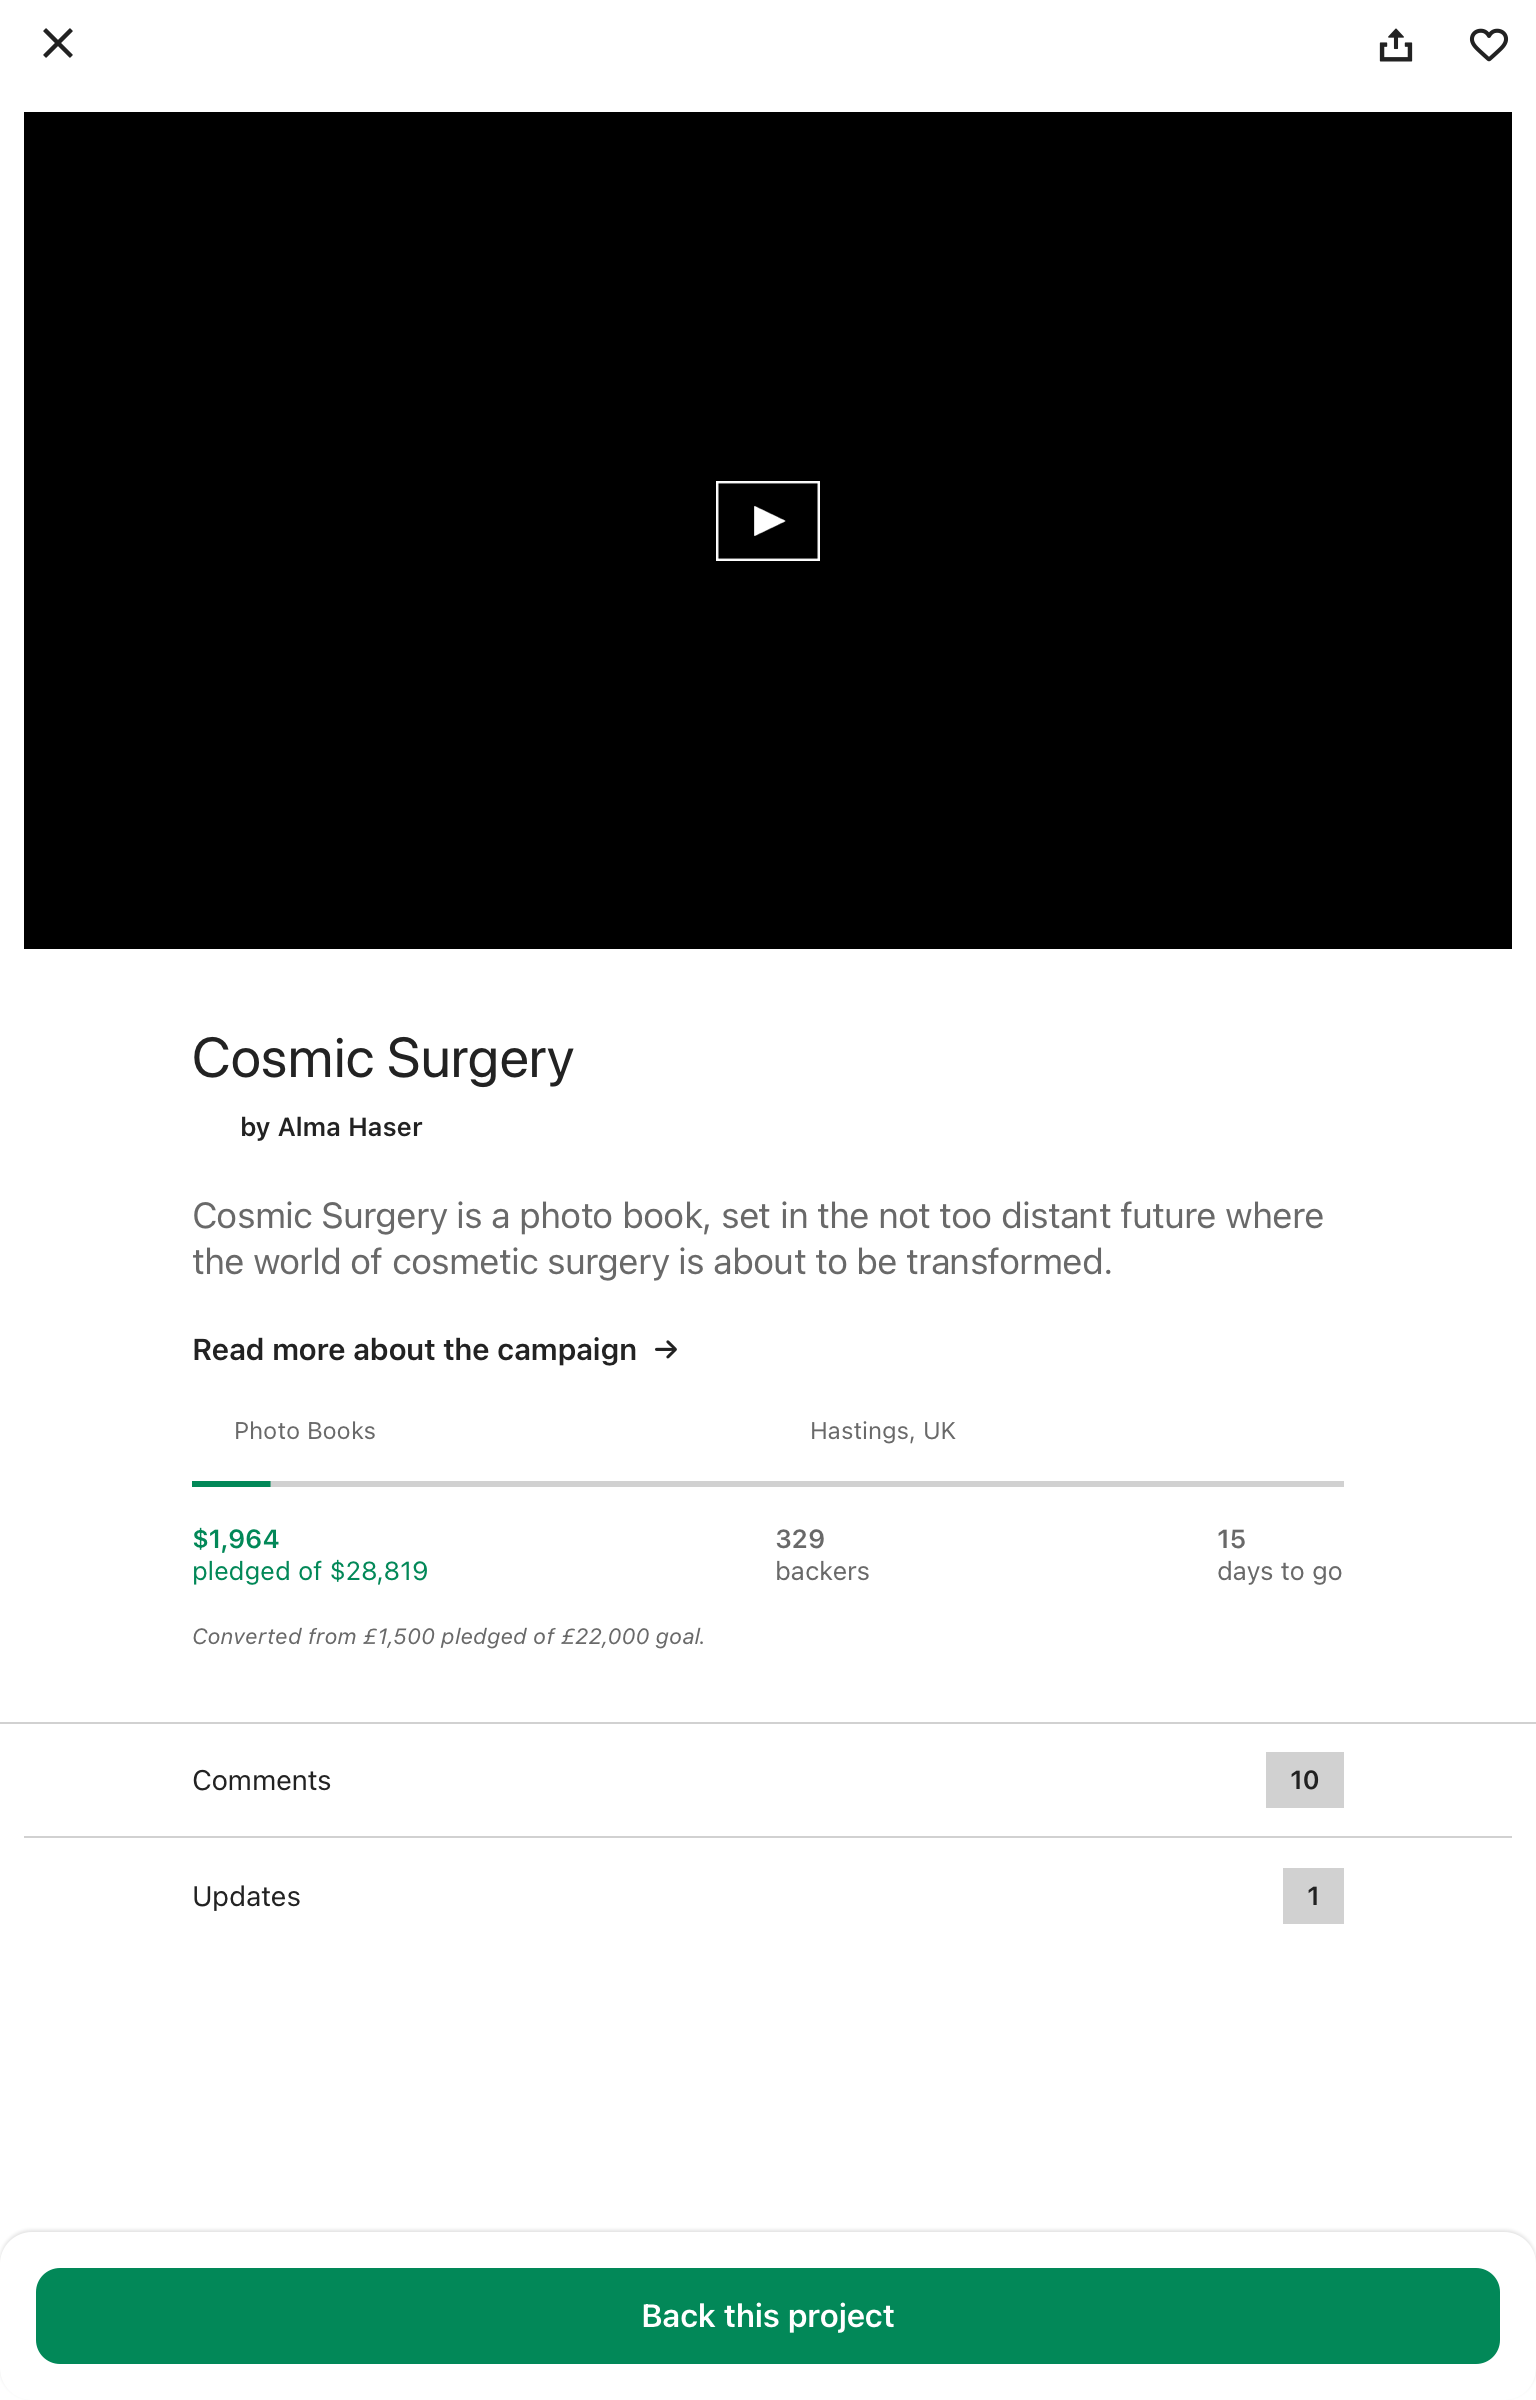 Cosmic Surgery
by Alma Haser
Cosmic Surgery is a photo book, set in the not too distant future where
the world of cosmetic surgery is about to be transformed.
Read more about the campaign →
Photo Books
Hastings, UK
$1,964
pledged of $28,819
329
backers
15
days to go
Converted from £1,500 pledged of £22,000 goal.
Comments
10
Updates
1
Back this project